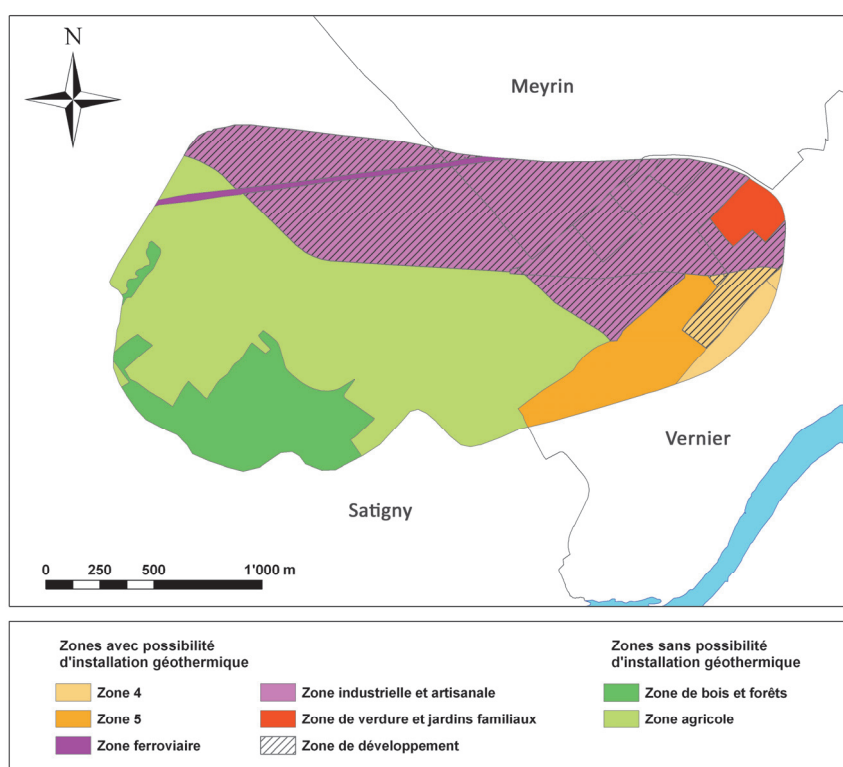 N
Meyrin
Vernier
Satigny
0 250 500 1'000 m
Zones avec possibilité
d'installation géothermique
Zones sans possibilité
d'installation géothermique
Zone 4
Zone industrielle et artisanale
Zone de bois et forêts
Zone 5
Zone de verdure et jardins familiaux
Zone agricole
Zone ferroviaire
Zone de développement